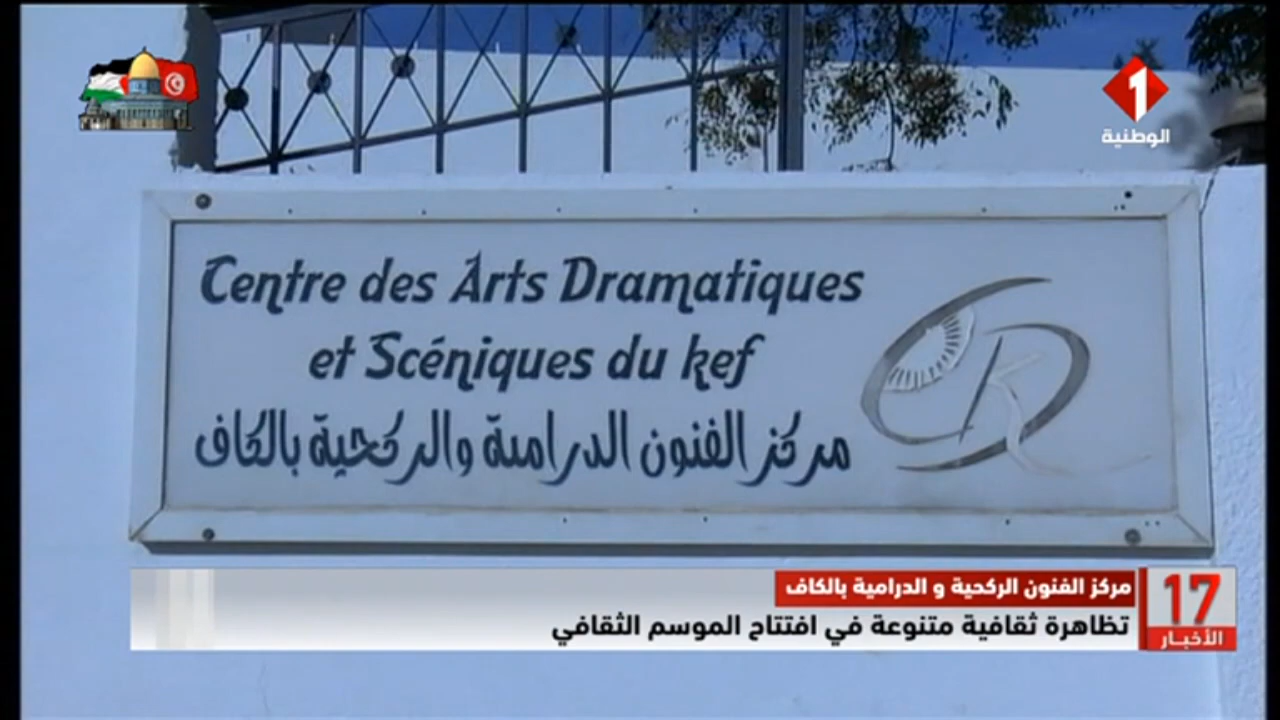 1
الوطنية
Centre des Arts Dramatiques
et Scéniques du kef
مركز الفنون الدرامية والركحية بالكاف
مركز الفنون الركحية و الدرامية بالكاف
تظاهرة ثقافية متنوعة في افتتاح الموسم الثقافي
17
الأخبار